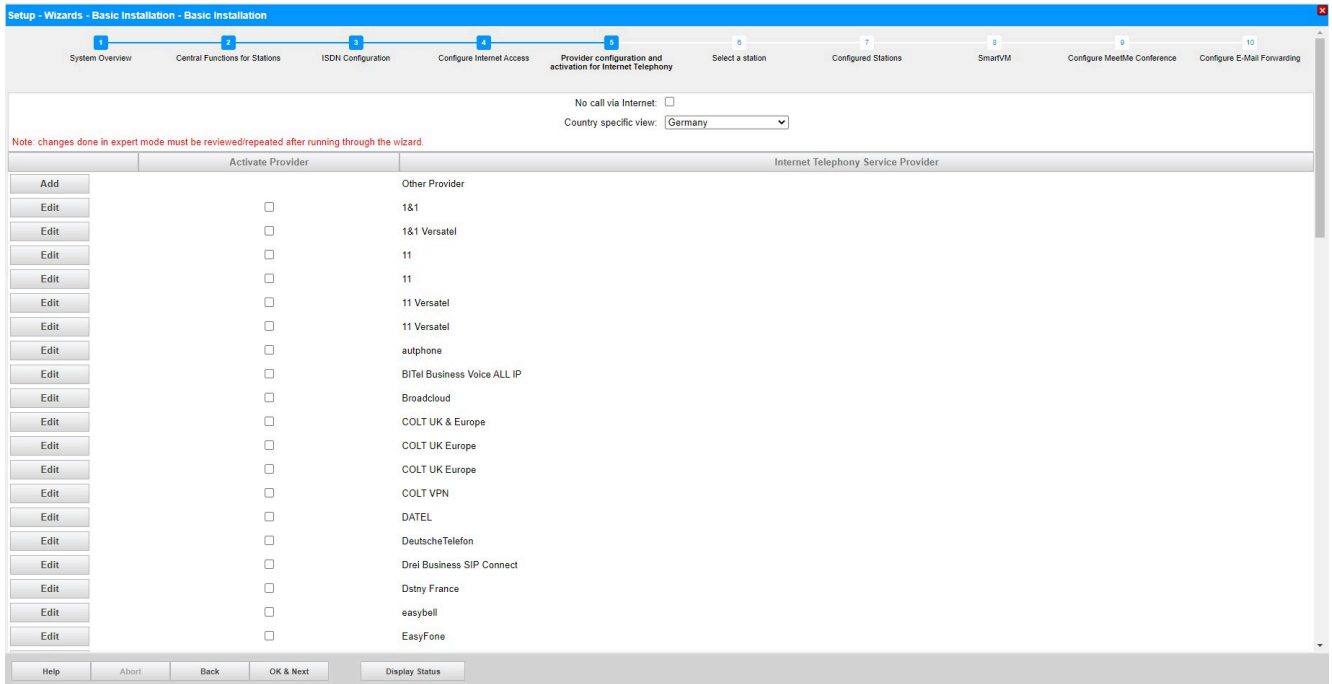 Setup - Wizards - Basic Installation - Basic Installation
1 2 3 4 5 6 7 8 9 10
System Overview Central Functions for Stations ISDN Configuration Configure Internet Access Provider configuration and activation for Internet Telephony Select a station Configured Stations SmartVM Configure MeetMe Conference Configure E-Mail Forwarding
No call via Internet:
Country specific view: Germany
Note: changes done in expert mode must be reviewed/repeated after running through the wizard.
Activate Provider Internet Telephony Service Provider
Add Other Provider
Edit 1&1
Edit 1&1 Versatel
Edit 11
Edit 11
Edit 11 Versatel
Edit 11 Versatel
Edit autphone
Edit BITel Business Voice ALL IP
Edit Broadcloud
Edit COLT UK & Europe
Edit COLT UK Europe
Edit COLT UK Europe
Edit COLT VPN
Edit DATEL
Edit DeutscheTelefon
Edit Drei Business SIP Connect
Edit Dstny France
Edit easybell
Edit EasyFone
Help Abort Back OK & Next Display Status